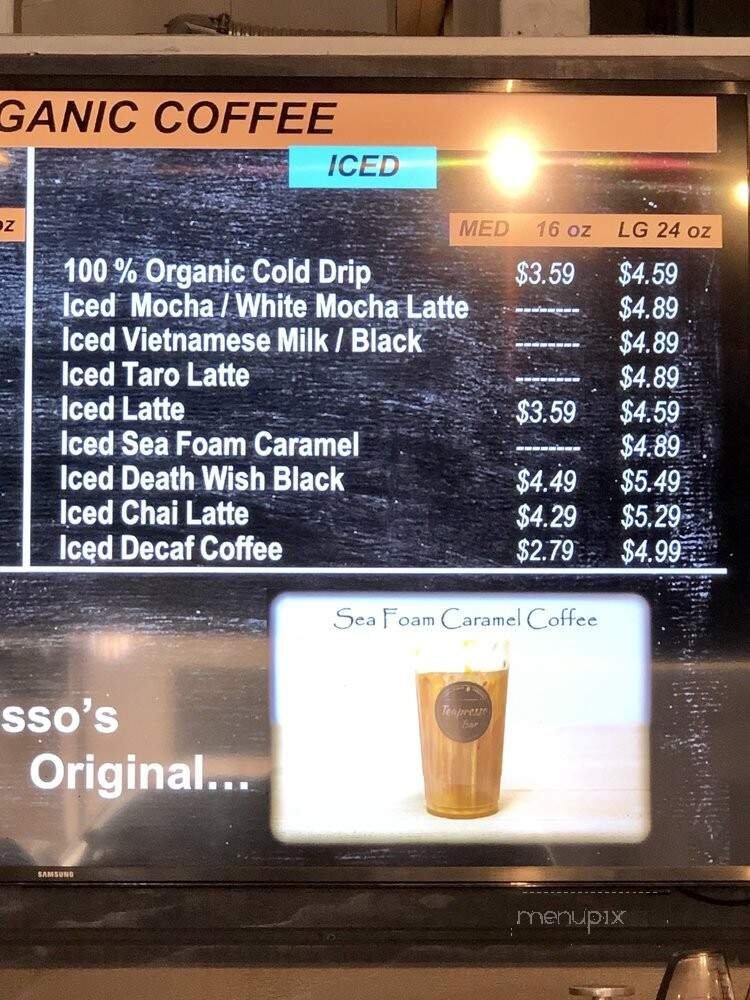 GANIC COFFEE
ICED
oz
MED 16 oz LG 24 oz
100 % Organic Cold Drip $3.59 $4.59
Iced Mocha / White Mocha Latte -------- $4.89
Iced Vietnamese Milk / Black -------- $4.89
Iced Taro Latte -------- $4.89
Iced Latte $3.59 $4.59
Iced Sea Foam Caramel -------- $4.89
Iced Death Wish Black $4.49 $5.49
Iced Chai Latte $4.29 $5.29
Iced Decaf Coffee $2.79 $4.99
Sea Foam Caramel Coffee
Teapresso
Bar
sso's
Original...
SAMSUNG
menupix